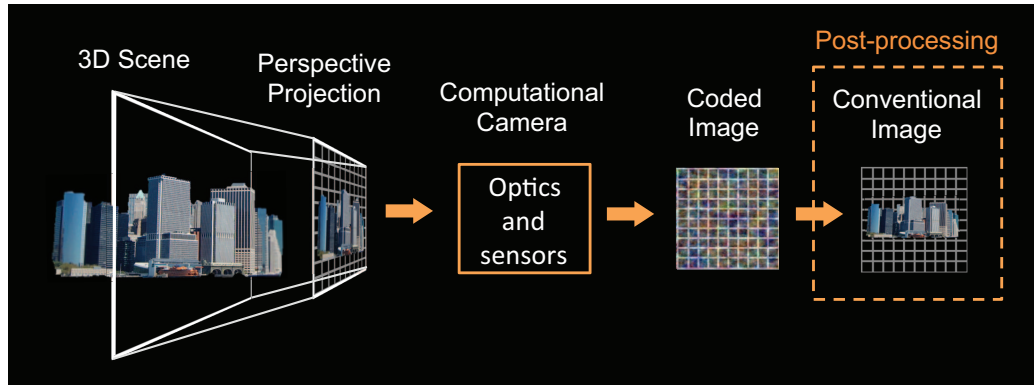 3D Scene
Perspective
Projection
Computational
Camera
Optics
and
sensors
Coded
Image
Post-processing
Conventional
Image